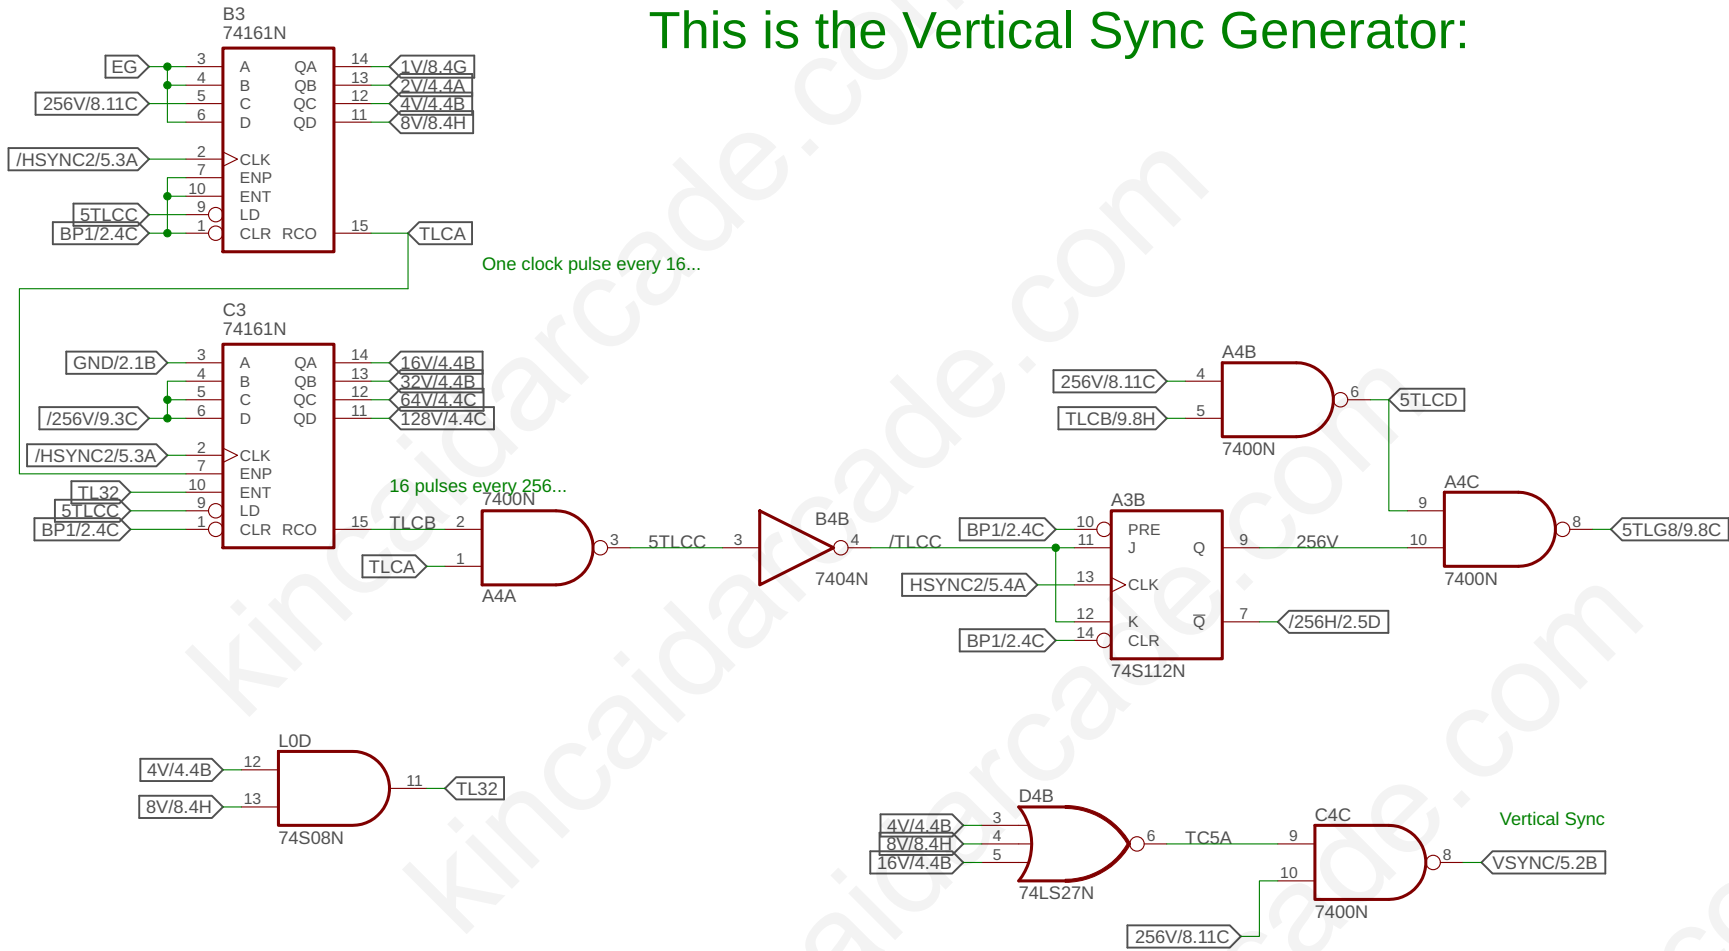 This is the Vertical Sync Generator:
B3
74161N
EG
3 A QA 14 1V/8.4G
4 B QB 13 2V/4.4A
256V/8.11C 5 C QC 12 4V/4.4B
6 D QD 11 8V/8.4H
/HSYNC2/5.3A 2 CLK
7 ENP
10 ENT
5TLCC 9 LD
BP1/2.4C 1 CLR RCO 15 TLCA
One clock pulse every 16...
C3
74161N
GND/2.1B 3 A QA 14 16V/4.4B
4 B QB 13 32V/4.4B
5 C QC 12 64V/4.4C
/256V/9.3C 6 D QD 11 128V/4.4C
/HSYNC2/5.3A 2 CLK
7 ENP
TL32 10 ENT
5TLCC 9 LD
BP1/2.4C 1 CLR RCO 15 TLCB
16 pulses every 256...
7400N
2
TLCA 1
3 5TLCC
A4A
B4B
3 4 /TLCC
7404N
A3B
BP1/2.4C 10 PRE
11 J Q 9 256V
HSYNC2/5.4A 13 CLK
12 K Q 7 /256H/2.5D
BP1/2.4C 14 CLR
74S112N
A4B
256V/8.11C 4
6 5TLCD
TLCB/9.8H 5
7400N
A4C
9
8 5TLG8/9.8C
10
7400N
L0D
4V/4.4B 12
11 TL32
8V/8.4H 13
74S08N
D4B
4V/4.4B 3
8V/8.4H 4 6 TC5A
16V/4.4B 5
74LS27N
C4C
9
8 VSYNC/5.2B
10
7400N
256V/8.11C
Vertical Sync
kincaidarcade.com
kincaidarcade.com
kincaidarcade.com